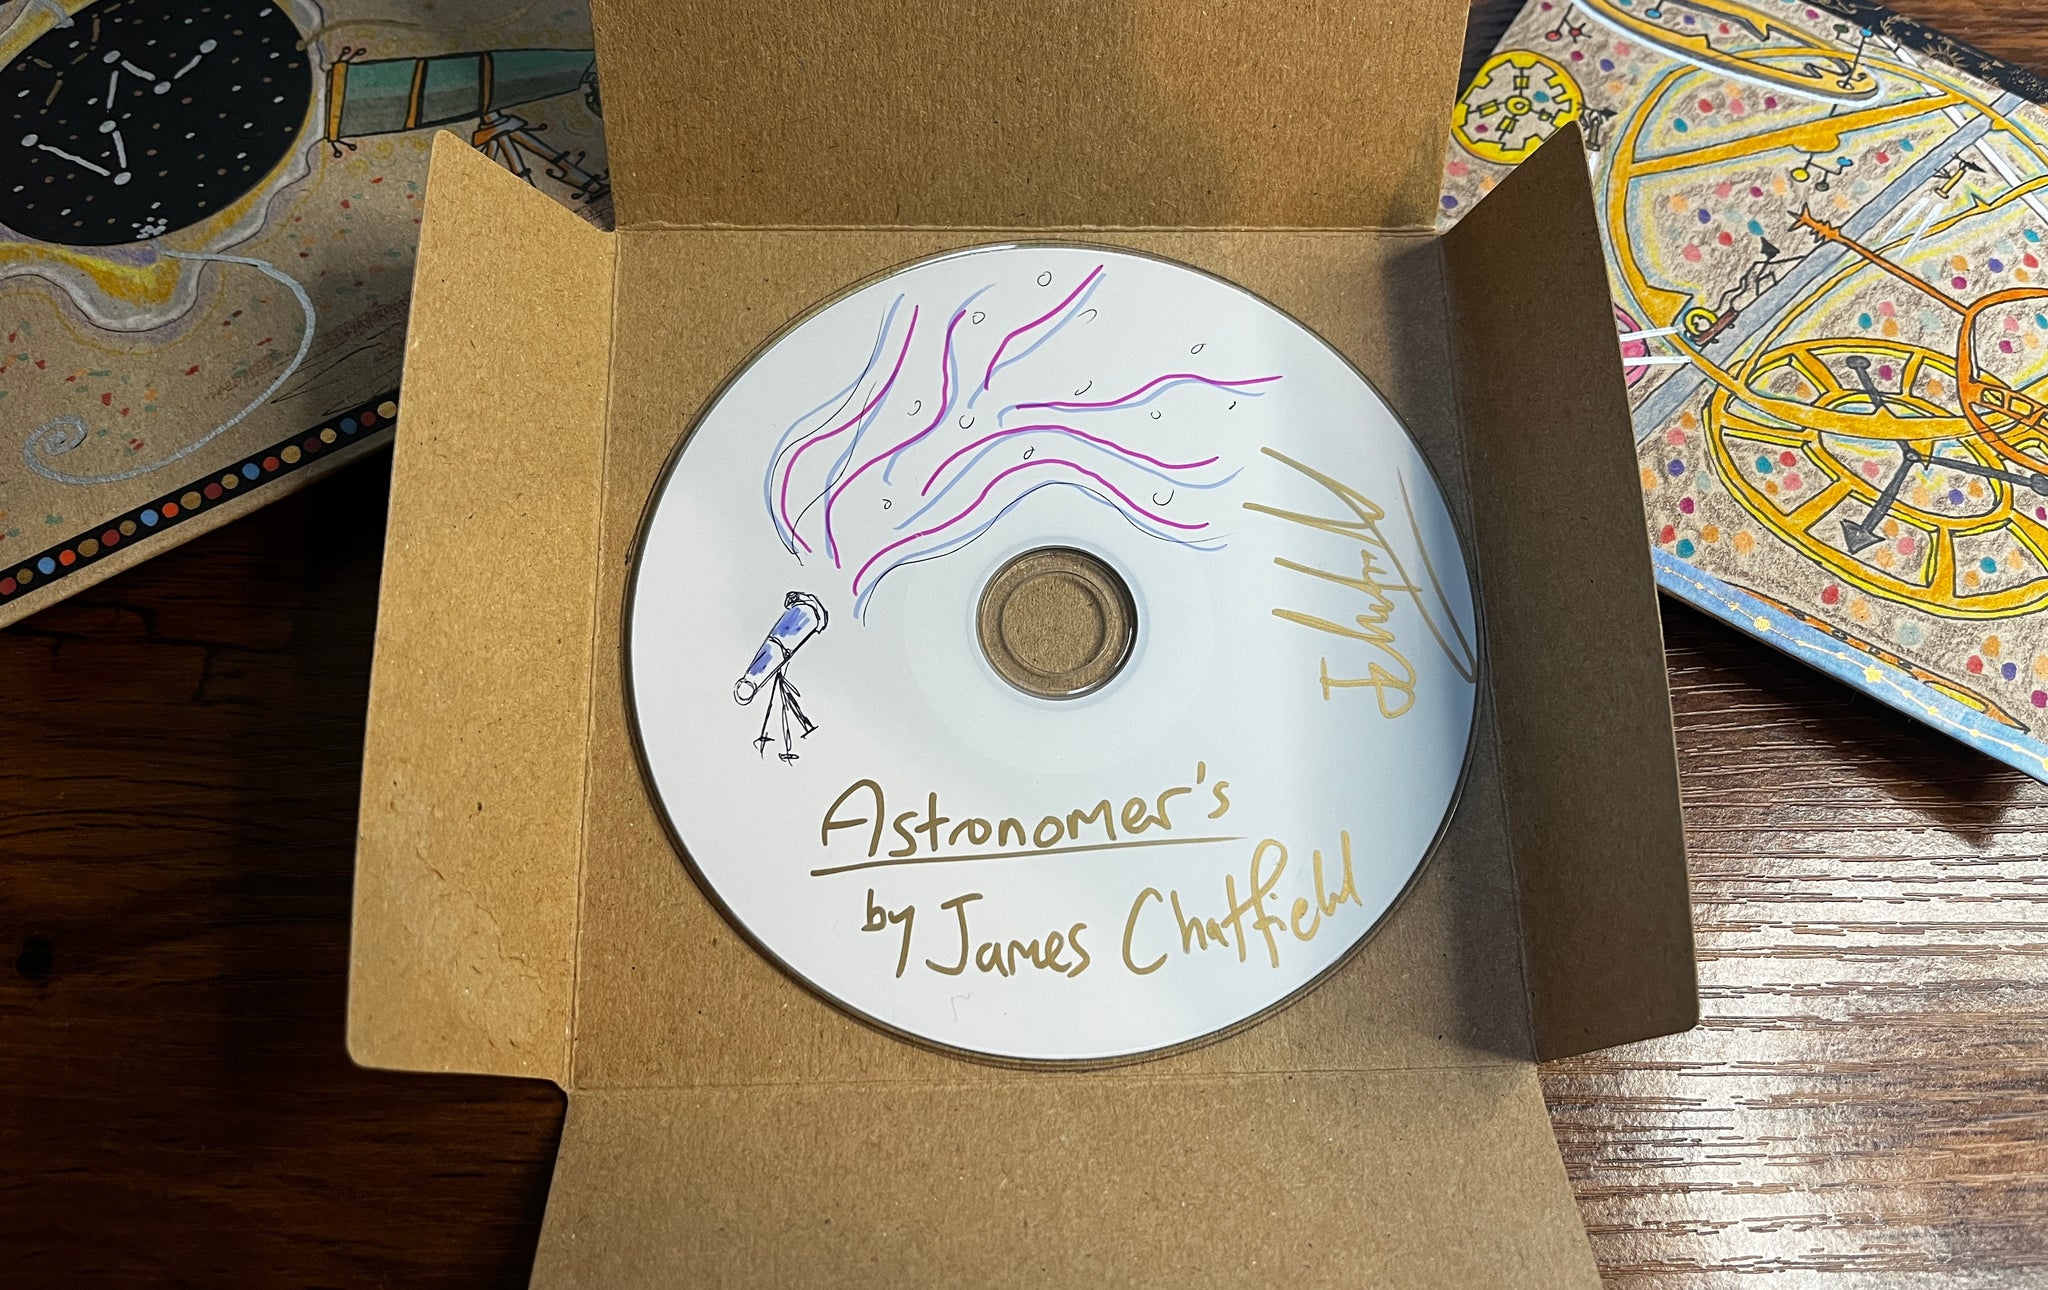 Astronomer's
by James Chatfield